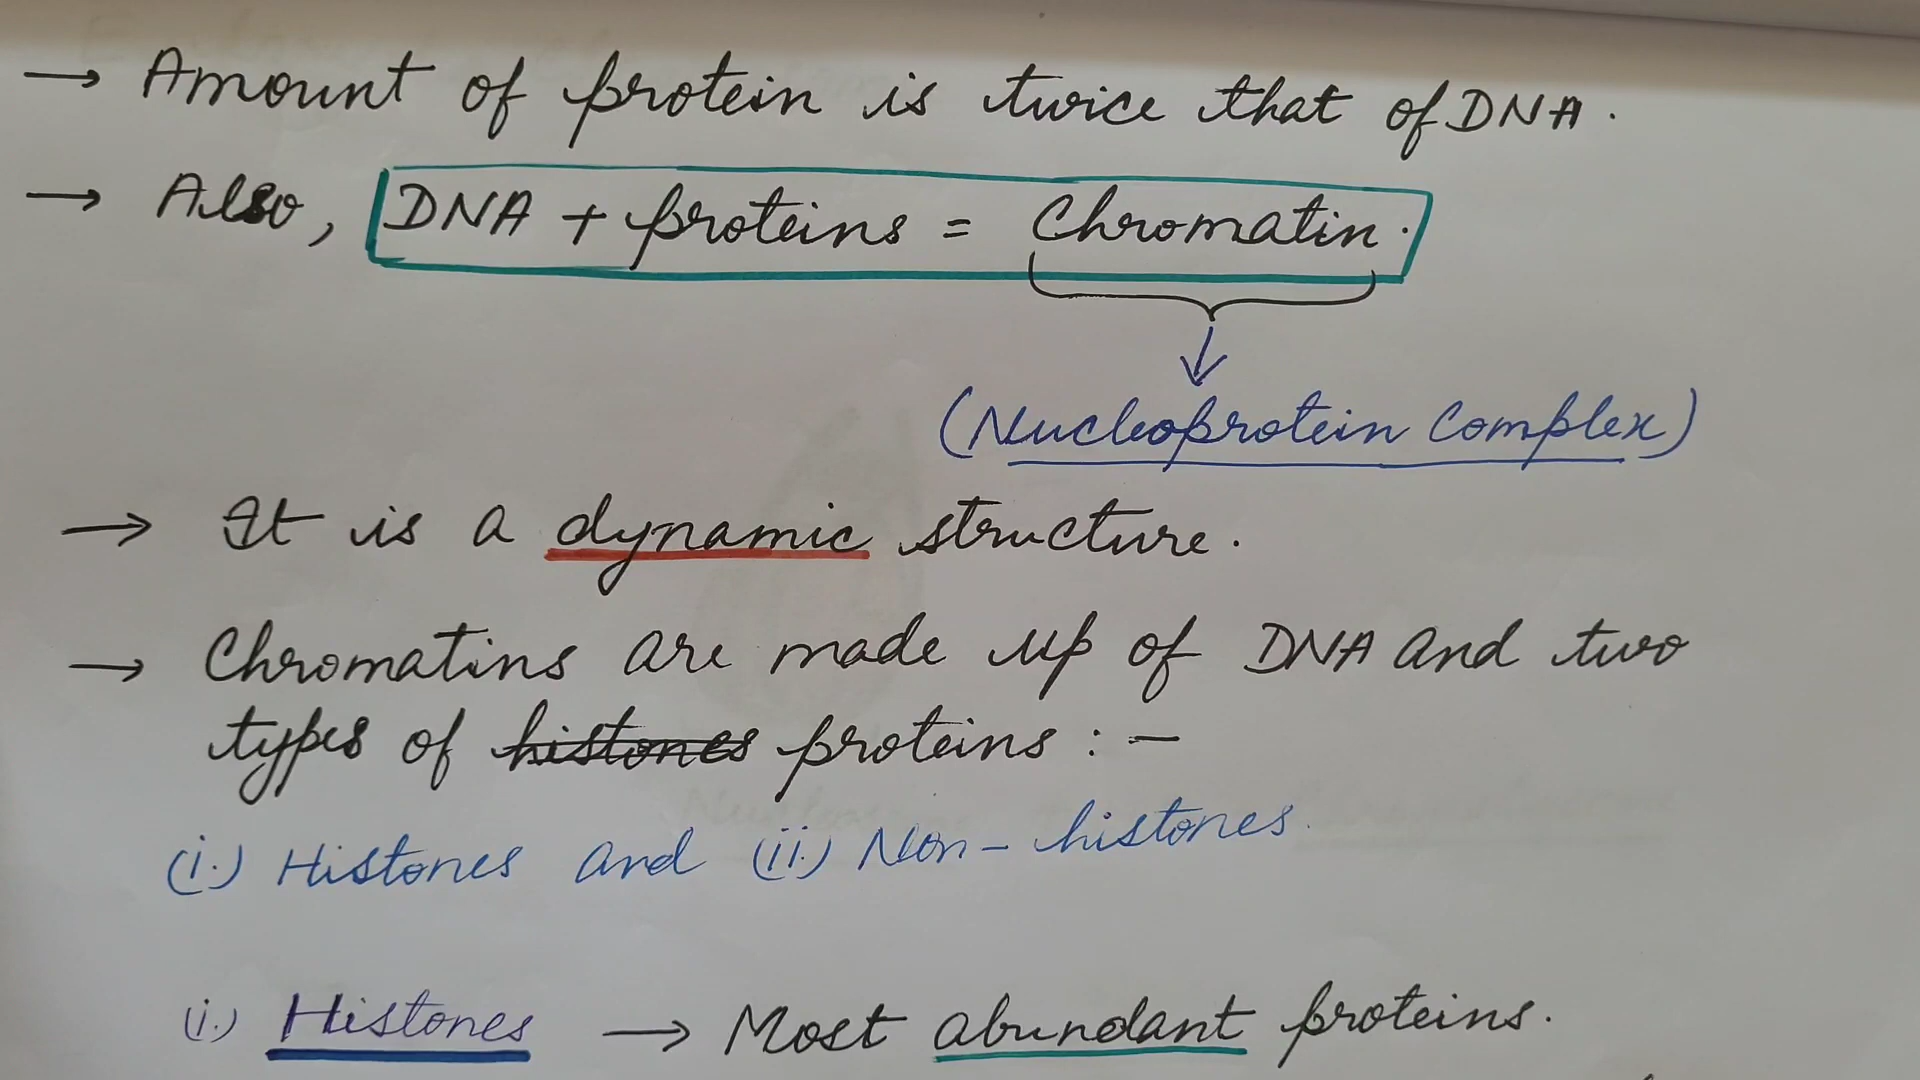 → Amount of protein is twice that of DNA.
→ Also, DNA + proteins = Chromatin.
(Nucleoprotein Complex)
→ It is a dynamic structure.
→ Chromatins are made up of DNA and two
types of histones proteins : -
(i.) Histones and (ii.) Non-histones.
(i.) Histones → Most abundant proteins.